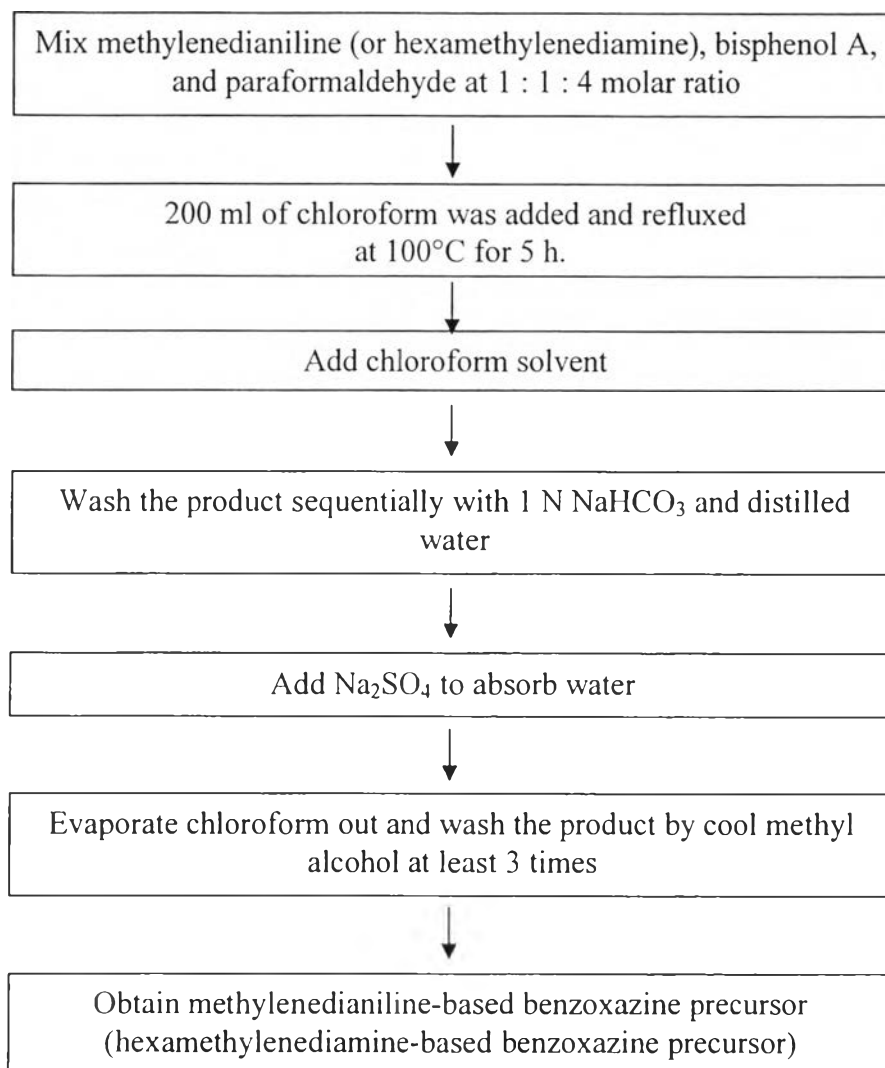 Mix methylenedianiline (or hexamethylenediamine), bisphenol A,
and paraformaldehyde at 1 : 1 : 4 molar ratio
200 ml of chloroform was added and refluxed
at 100°C for 5 h.
Add chloroform solvent
Wash the product sequentially with 1 N NaHCO₃ and distilled
water
Add Na₂SO₄ to absorb water
Evaporate chloroform out and wash the product by cool methyl
alcohol at least 3 times
Obtain methylenedianiline-based benzoxazine precursor
(hexamethylenediamine-based benzoxazine precursor)